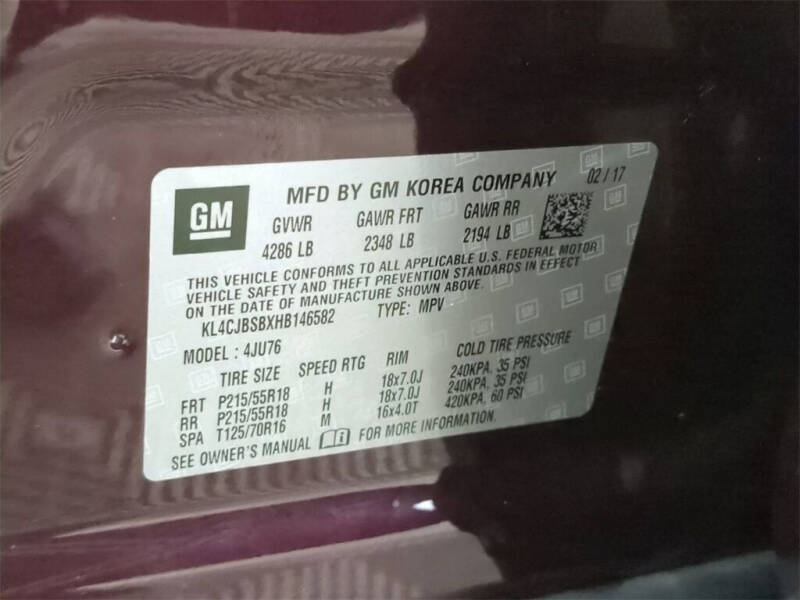 GM
MFD BY GM KOREA COMPANY 02/17
GVWR GAWR FRT GAWR RR
4286 LB 2348 LB 2194 LB
THIS VEHICLE CONFORMS TO ALL APPLICABLE U.S. FEDERAL MOTOR
VEHICLE SAFETY AND THEFT PREVENTION STANDARDS IN EFFECT
ON THE DATE OF MANUFACTURE SHOWN ABOVE.
KL4CJBSBXHB146582 TYPE: MPV
MODEL: 4JU76
TIRE SIZE SPEED RTG RIM COLD TIRE PRESSURE
FRT P215/55R18 H 18x7.0J 240KPA, 35 PSI
RR P215/55R18 H 18x7.0J 240KPA, 35 PSI
SPA T125/70R16 M 16x4.0T 420KPA, 60 PSI
SEE OWNER'S MANUAL FOR MORE INFORMATION.